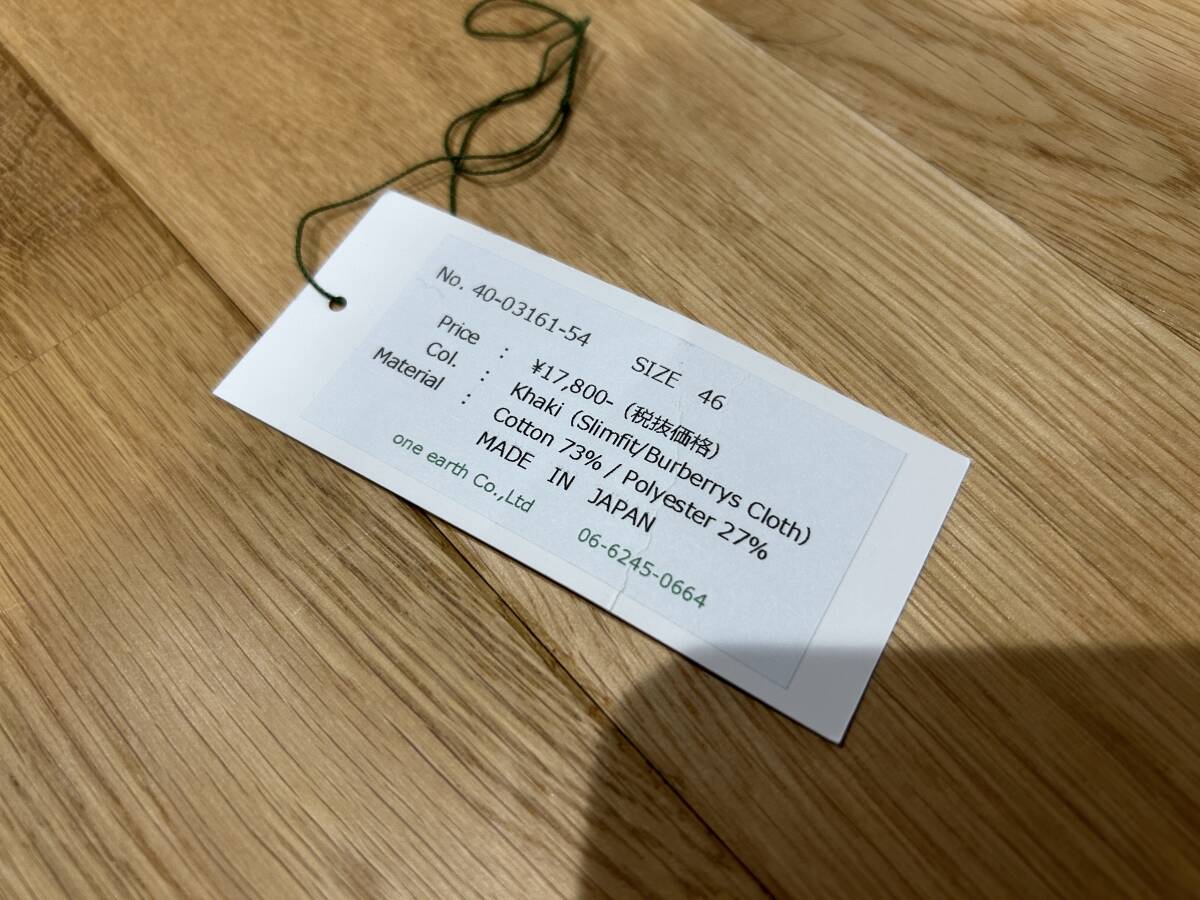 No. 40-03161-54 SIZE 46
Price : ¥17,800- (税抜価格)
Col. : Khaki (Slimfit/Burberrys Cloth)
Material : Cotton 73% / Polyester 27%
MADE IN JAPAN
one earth Co.,Ltd 06-6245-0664